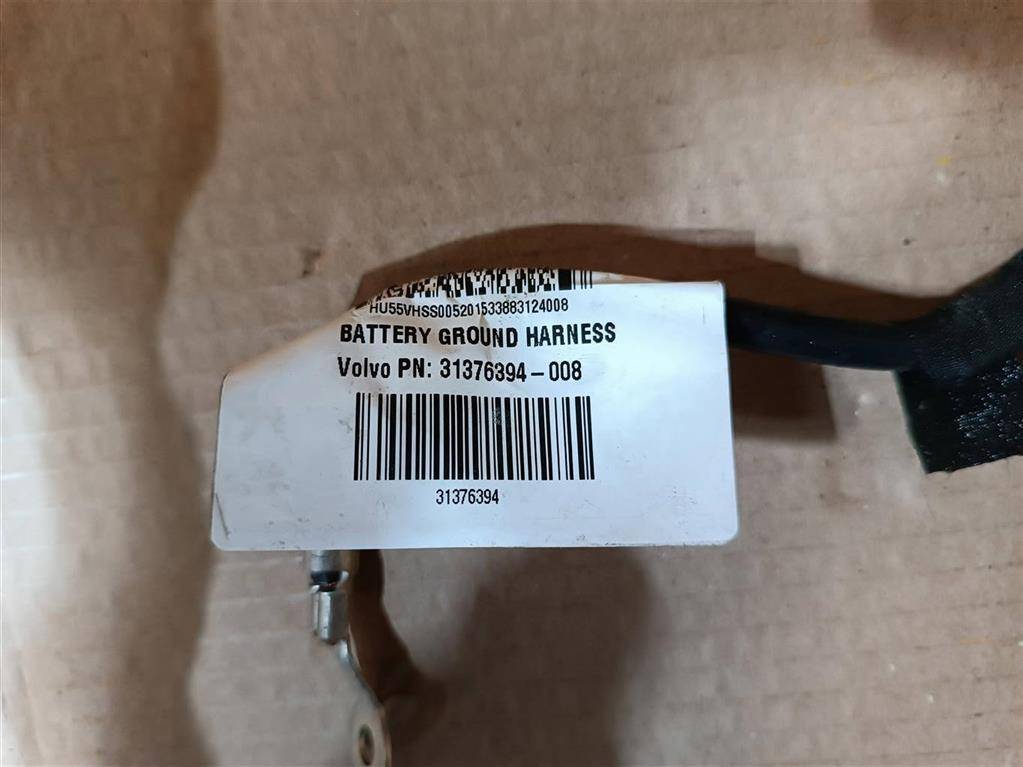 HU55VHSS005201533883124008
BATTERY GROUND HARNESS
Volvo PN: 31376394-008
31376394